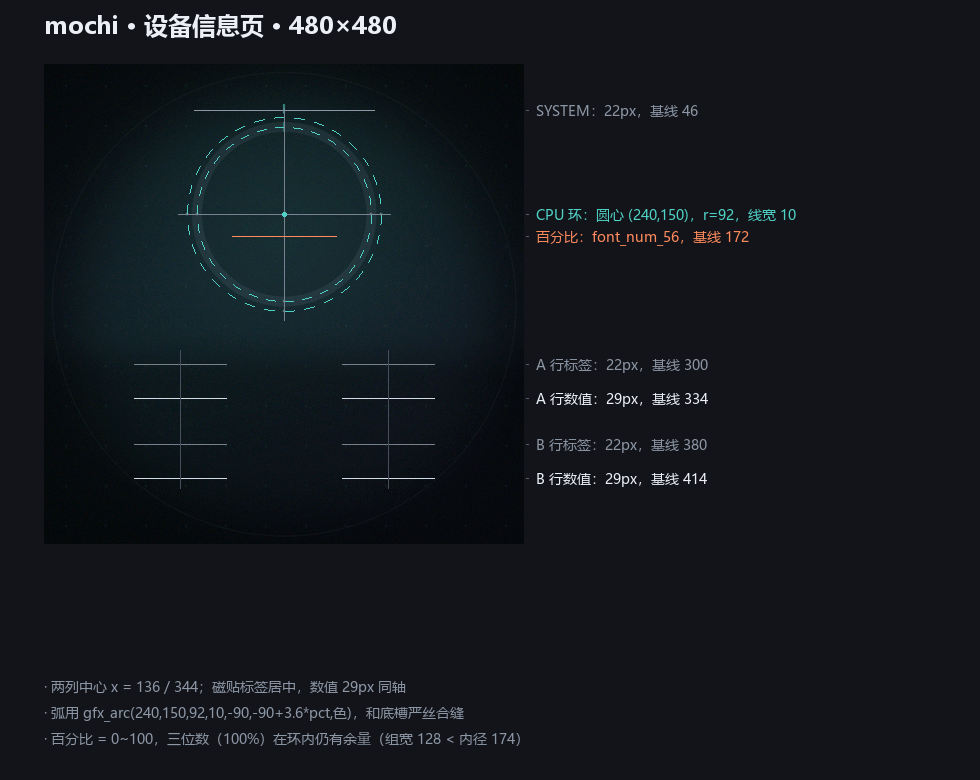 mochi • 设备信息页 • 480×480
SYSTEM：22px，基线 46
CPU 环：圆心 (240,150)，r=92，线宽 10
百分比：font_num_56，基线 172
A 行标签：22px，基线 300
A 行数值：29px，基线 334
B 行标签：22px，基线 380
B 行数值：29px，基线 414
· 两列中心 x = 136 / 344；磁贴标签居中，数值 29px 同轴
· 弧用 gfx_arc(240,150,92,10,-90,-90+3.6*pct,色)，和底槽严丝合缝
· 百分比 = 0~100，三位数（100%）在环内仍有余量（组宽 128 < 内径 174）